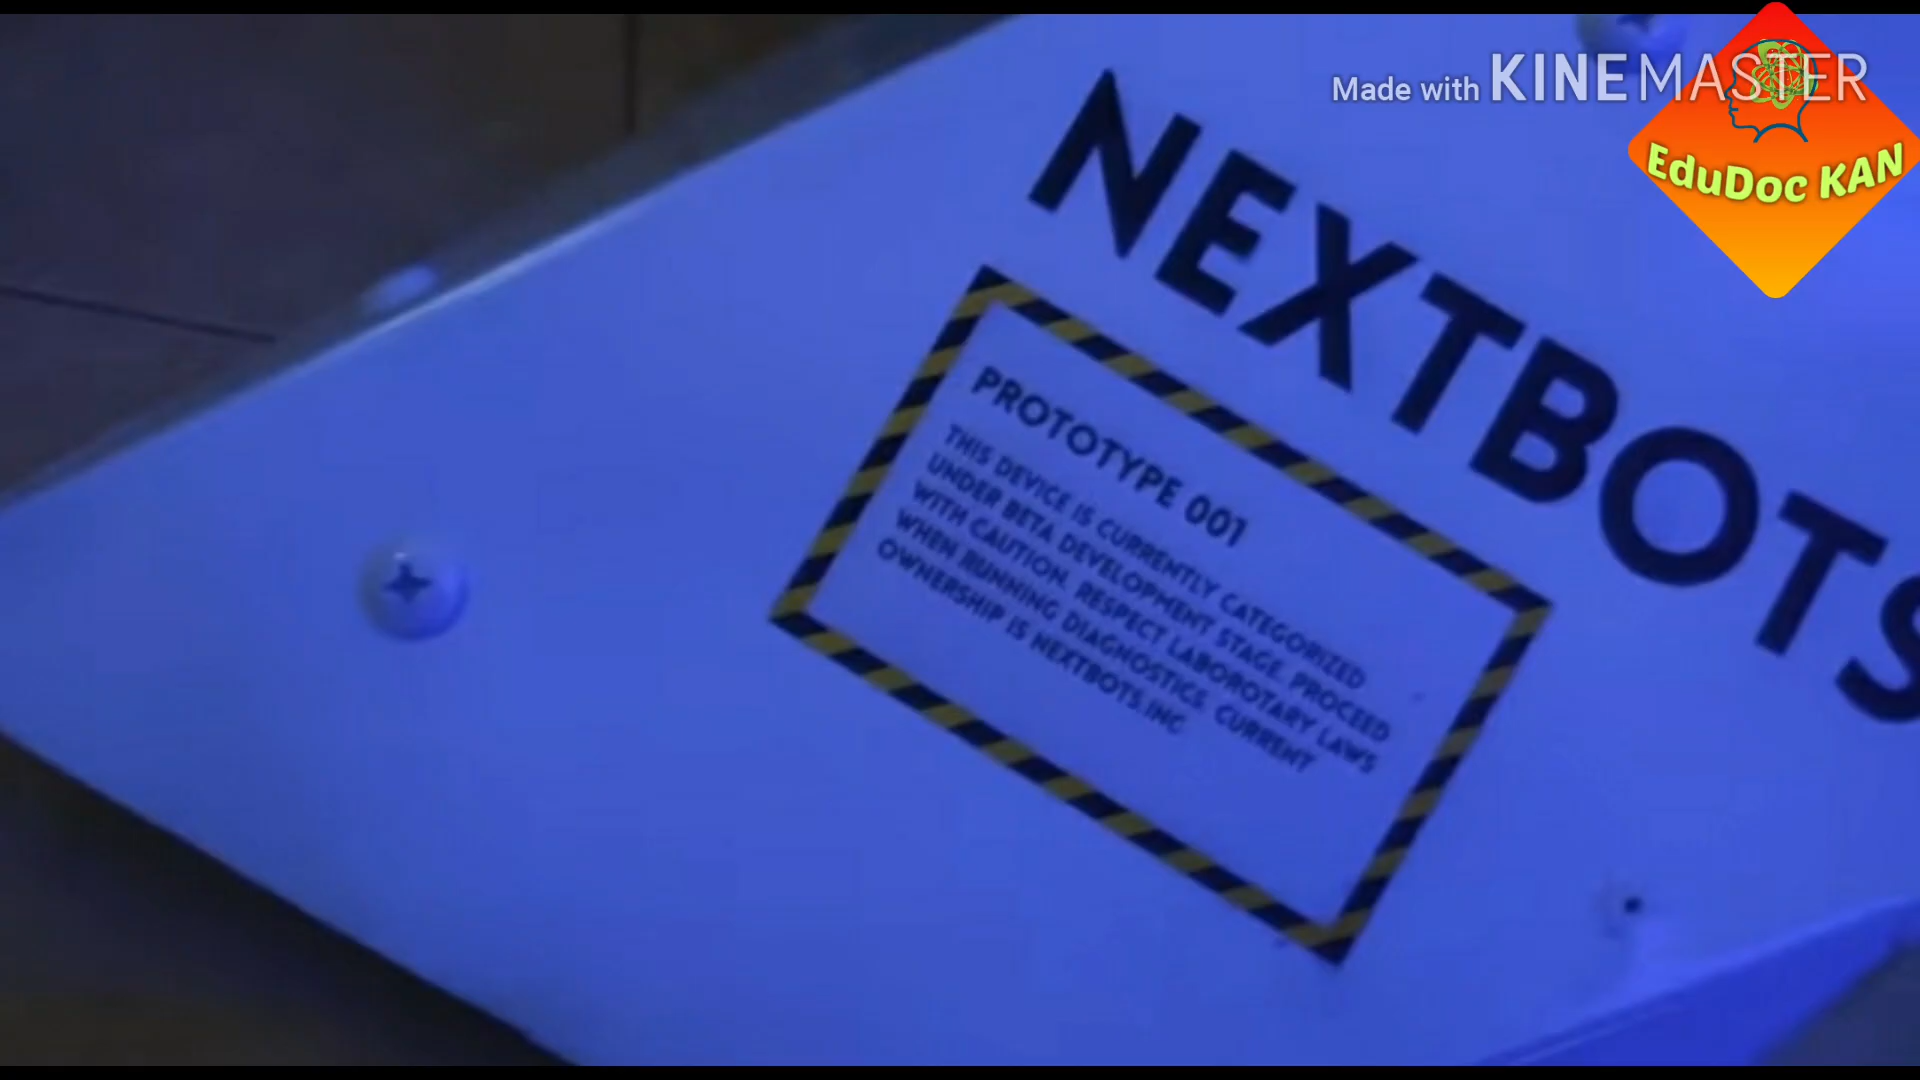 Made with KINEMASTER
EduDoc KAN
NEXTBOTS
PROTOTYPE 001
THIS DEVICE IS CURRENTLY CATEGORIZED
UNDER BETA DEVELOPMENT STAGE. PROCEED
WITH CAUTION. RESPECT LABOROTARY LAWS
WHEN RUNNING DIAGNOSTICS. CURRENT
OWNERSHIP IS NEXTBOTS.INC